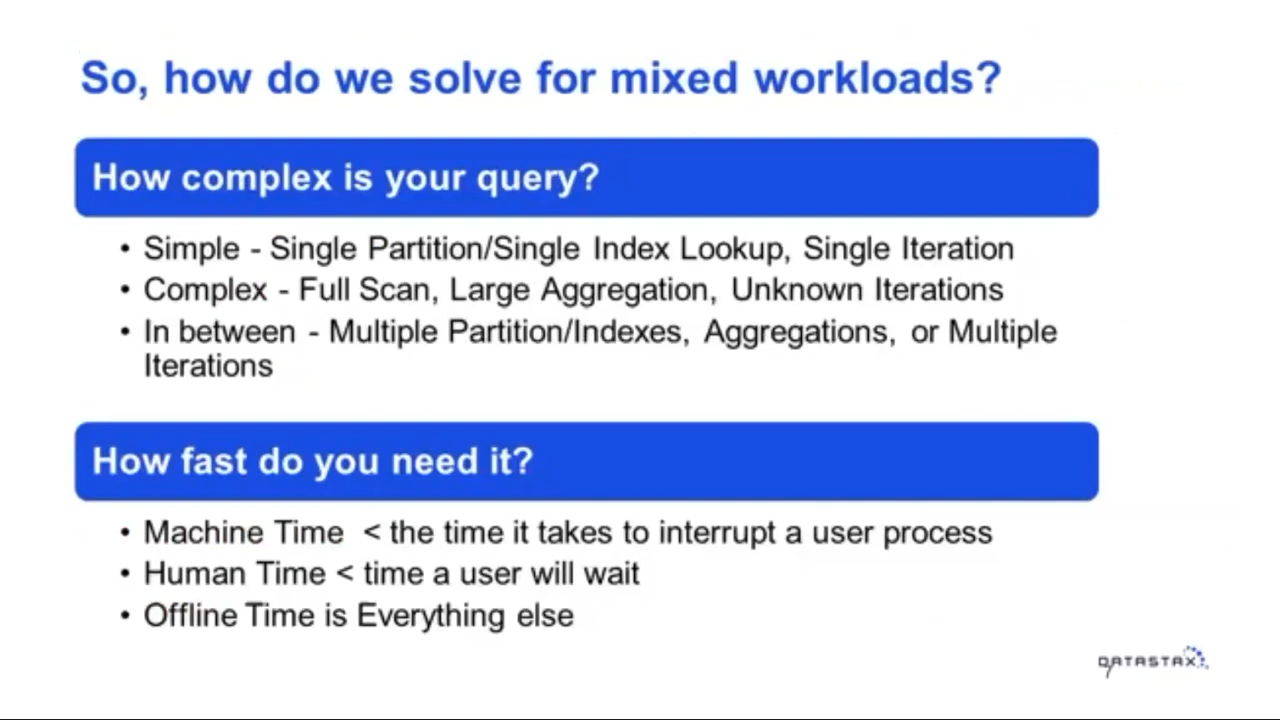 So, how do we solve for mixed workloads?
How complex is your query?
• Simple - Single Partition/Single Index Lookup, Single Iteration
• Complex - Full Scan, Large Aggregation, Unknown Iterations
• In between - Multiple Partition/Indexes, Aggregations, or Multiple
Iterations
How fast do you need it?
• Machine Time < the time it takes to interrupt a user process
• Human Time < time a user will wait
• Offline Time is Everything else
DATASTAX